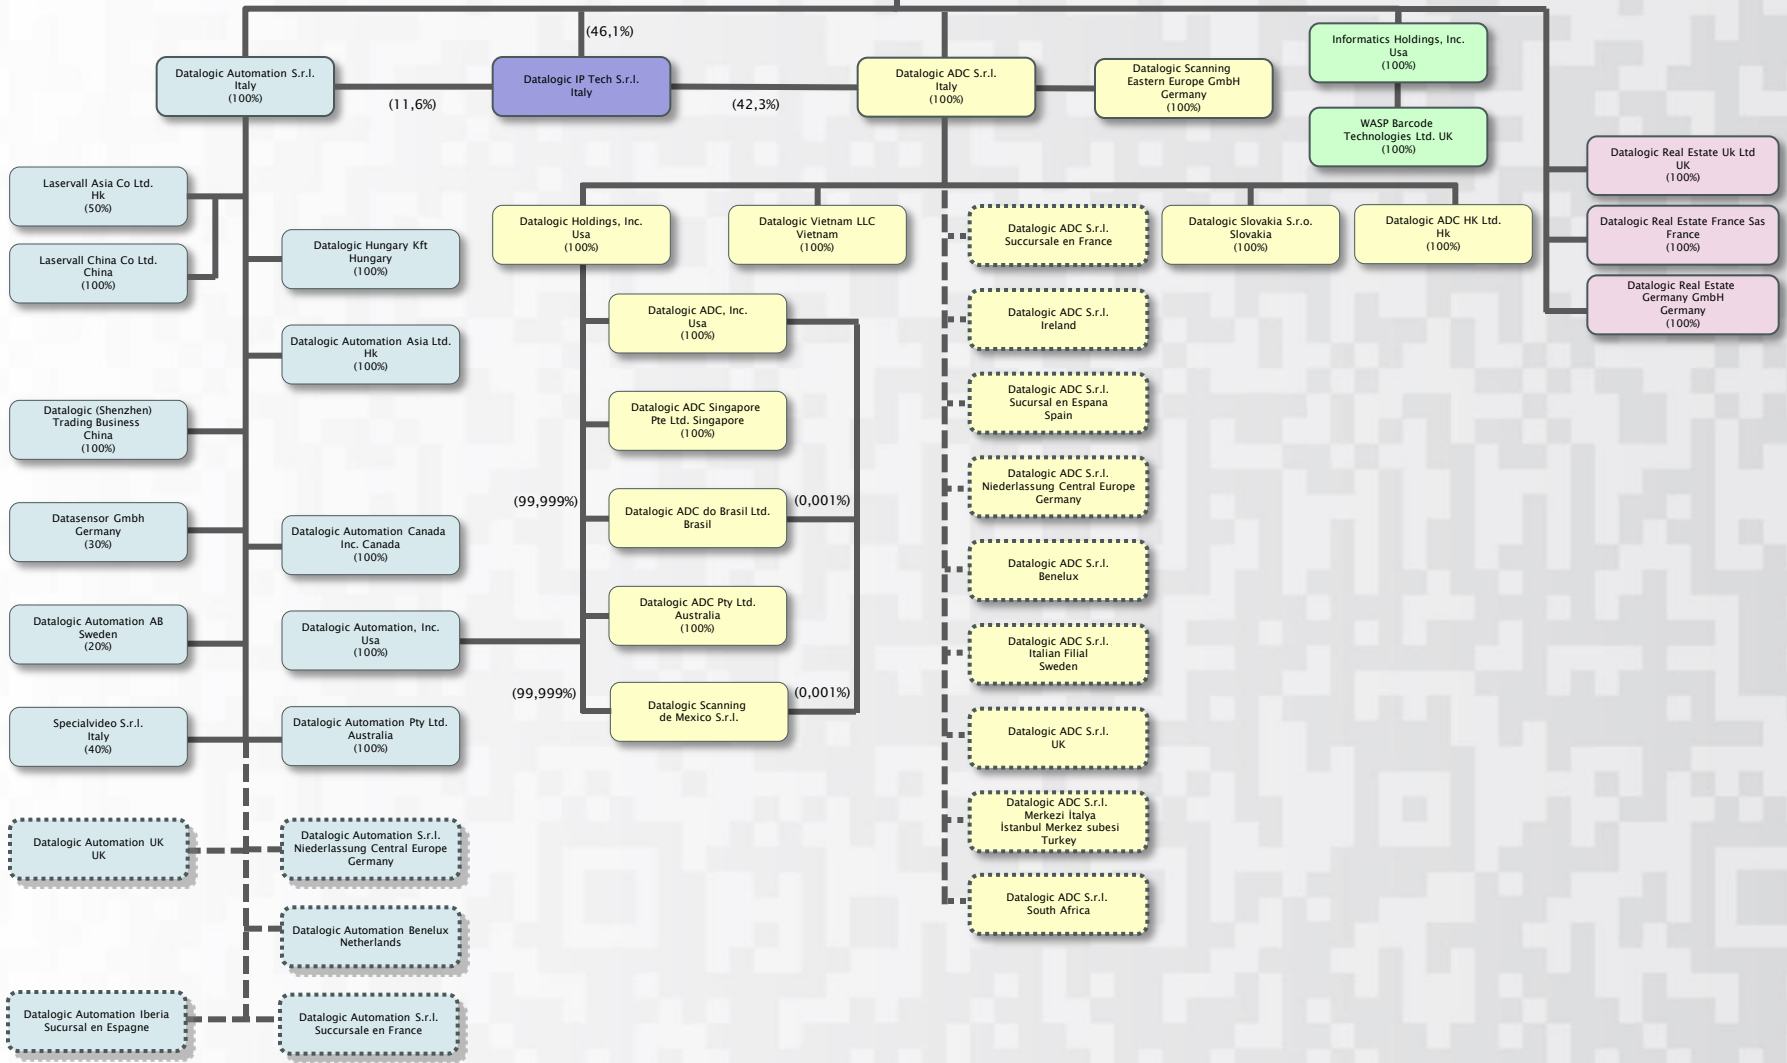 (46,1%)
Datalogic Automation S.r.l.
Italy
(100%)
(11,6%)
Datalogic IP Tech S.r.l.
Italy
(42,3%)
Datalogic ADC S.r.l.
Italy
(100%)
Datalogic Scanning
Eastern Europe GmbH
Germany
(100%)
Informatics Holdings, Inc.
Usa
(100%)
WASP Barcode
Technologies Ltd. UK
(100%)
Datalogic Real Estate Uk Ltd
UK
(100%)
Datalogic Real Estate France Sas
France
(100%)
Datalogic Real Estate
Germany GmbH
Germany
(100%)
Laservall Asia Co Ltd.
Hk
(50%)
Laservall China Co Ltd.
China
(100%)
Datalogic (Shenzhen)
Trading Business
China
(100%)
Datasensor Gmbh
Germany
(30%)
Datalogic Automation AB
Sweden
(20%)
Specialvideo S.r.l.
Italy
(40%)
Datalogic Automation UK
UK
Datalogic Automation Iberia
Sucursal en Espagne
Datalogic Hungary Kft
Hungary
(100%)
Datalogic Automation Asia Ltd.
Hk
(100%)
Datalogic Automation Canada
Inc. Canada
(100%)
Datalogic Automation, Inc.
Usa
(100%)
Datalogic Automation Pty Ltd.
Australia
(100%)
Datalogic Automation S.r.l.
Niederlassung Central Europe
Germany
Datalogic Automation Benelux
Netherlands
Datalogic Automation S.r.l.
Succursale en France
Datalogic Holdings, Inc.
Usa
(100%)
Datalogic Vietnam LLC
Vietnam
(100%)
Datalogic ADC, Inc.
Usa
(100%)
Datalogic ADC Singapore
Pte Ltd. Singapore
(100%)
(99,999%)
Datalogic ADC do Brasil Ltd.
Brasil
(0,001%)
Datalogic ADC Pty Ltd.
Australia
(100%)
(99,999%)
Datalogic Scanning
de Mexico S.r.l.
(0,001%)
Datalogic ADC S.r.l.
Succursale en France
Datalogic ADC S.r.l.
Ireland
Datalogic ADC S.r.l.
Sucursal en Espana
Spain
Datalogic ADC S.r.l.
Niederlassung Central Europe
Germany
Datalogic ADC S.r.l.
Benelux
Datalogic ADC S.r.l.
Italian Filial
Sweden
Datalogic ADC S.r.l.
UK
Datalogic ADC S.r.l.
Merkezi İtalya
İstanbul Merkez subesi
Turkey
Datalogic ADC S.r.l.
South Africa
Datalogic Slovakia S.r.o.
Slovakia
(100%)
Datalogic ADC HK Ltd.
Hk
(100%)